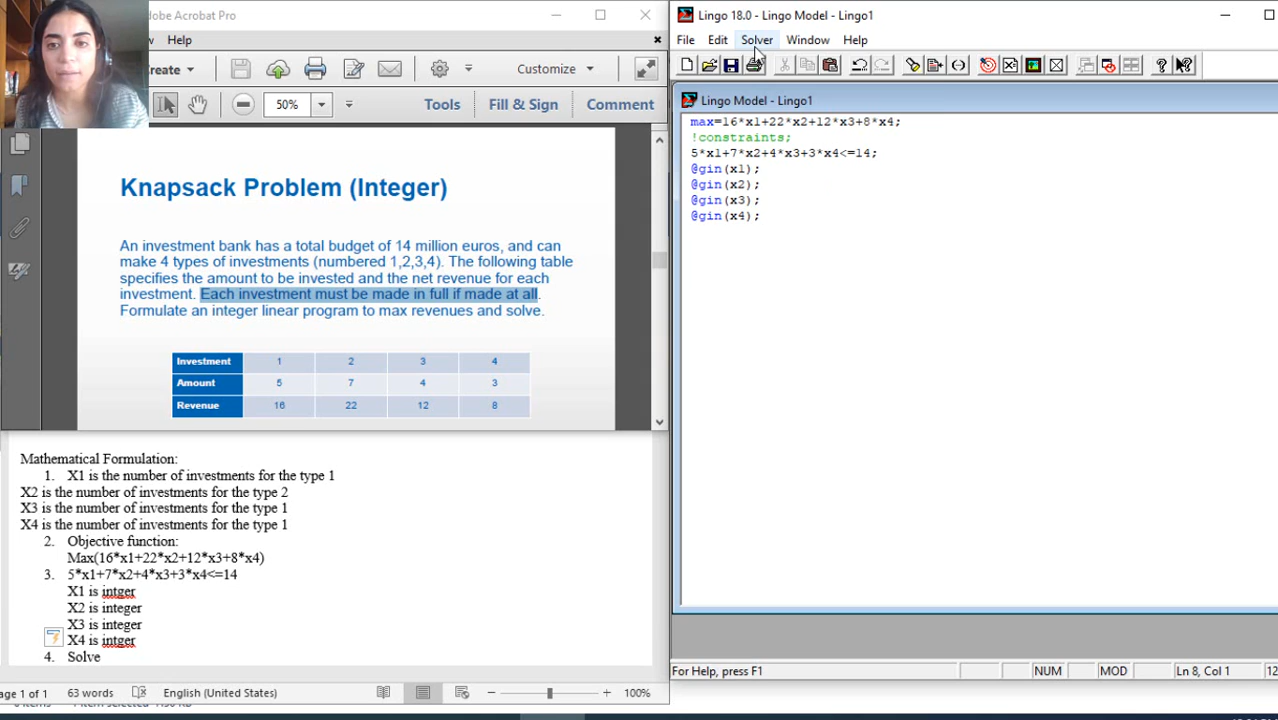 dobe Acrobat Pro
Help
Create
Customize
50%
Tools
Fill & Sign
Comment
Knapsack Problem (Integer)
An investment bank has a total budget of 14 million euros, and can
make 4 types of investments (numbered 1,2,3,4). The following table
specifies the amount to be invested and the net revenue for each
investment. Each investment must be made in full if made at all.
Formulate an integer linear program to max revenues and solve.
Investment 1 2 3 4
Amount 5 7 4 3
Revenue 16 22 12 8
Mathematical Formulation:
1. X1 is the number of investments for the type 1
X2 is the number of investments for the type 2
X3 is the number of investments for the type 1
X4 is the number of investments for the type 1
2. Objective function:
Max(16*x1+22*x2+12*x3+8*x4)
3. 5*x1+7*x2+4*x3+3*x4<=14
X1 is intger
X2 is integer
X3 is integer
X4 is intger
4. Solve
age 1 of 1 63 words English (United States) 100%
Lingo 18.0 - Lingo Model - Lingo1
File Edit Solver Window Help
Lingo Model - Lingo1
max=16*x1+22*x2+12*x3+8*x4;
!constraints;
5*x1+7*x2+4*x3+3*x4<=14;
@gin(x1);
@gin(x2);
@gin(x3);
@gin(x4);
For Help, press F1 NUM MOD Ln 8, Col 1 12